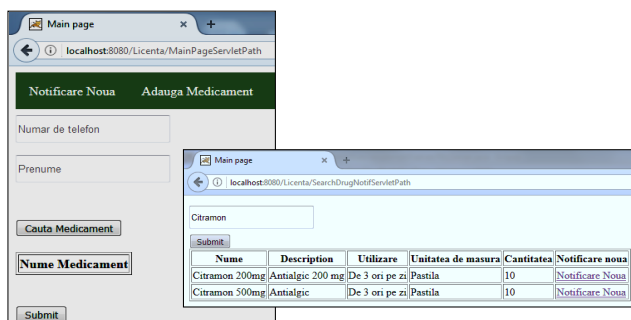 Main page
localhost:8080/Licenta/MainPageServletPath
Notificare Noua Adauga Medicament
Numar de telefon
Prenume
Cauta Medicament
Nume Medicament
Submit
Main page
localhost:8080/Licenta/SearchDrugNotifServletPath
Citramon
Submit
Nume Description Utilizare Unitatea de masura Cantitatea Notificare noua
Citramon 200mg Antialgic 200 mg De 3 ori pe zi Pastila 10 Notificare Noua
Citramon 500mg Antialgic De 3 ori pe zi Pastila 10 Notificare Noua